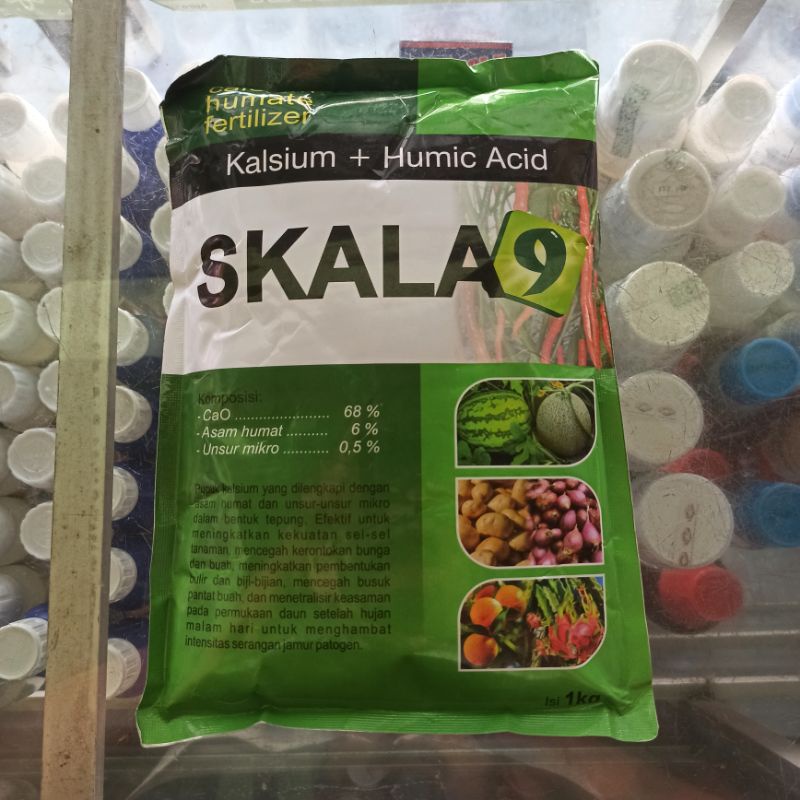 humate
fertilizer
Kalsium + Humic Acid
SKALA 9
Komposisi:
- CaO ........................ 68 %
- Asam humat .......... 6 %
- Unsur mikro ........... 0,5 %
Pupuk kalsium yang dilengkapi dengan
asam humat dan unsur-unsur mikro
dalam bentuk tepung. Efektif untuk
meningkatkan kekuatan sel-sel
tanaman, mencegah kerontokan bunga
dan buah, meningkatkan pembentukan
bulir dan biji-bijian, mencegah busuk
pantat buah, dan menetralisir keasaman
pada permukaan daun setelah hujan
malam hari untuk menghambat
intensitas serangan jamur patogen.
Isi 1kg